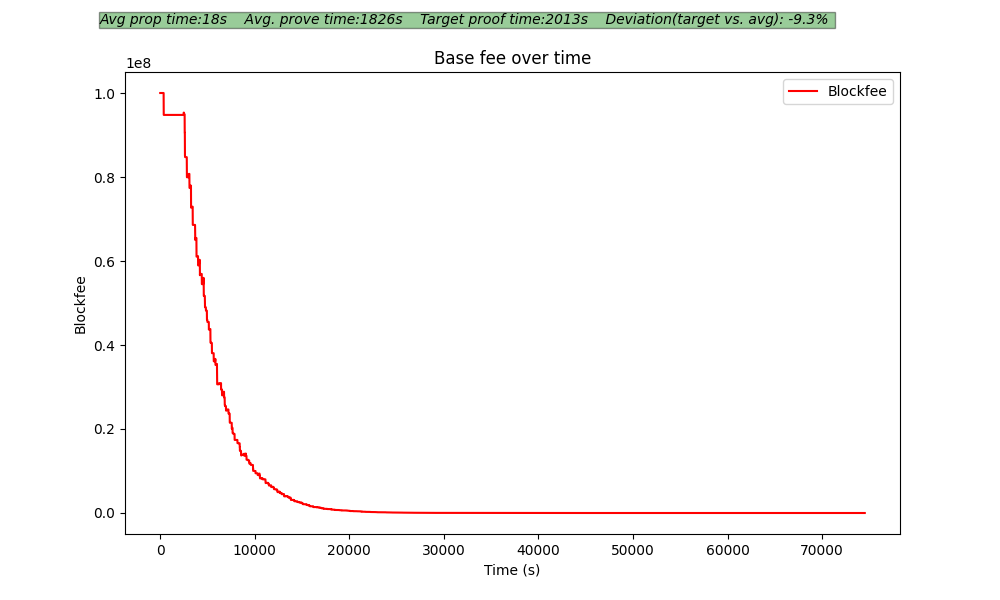 Avg prop time:18s    Avg. prove time:1826s    Target proof time:2013s    Deviation(target vs. avg): -9.3%
Base fee over time
1e8
Blockfee
1.0
0.8
0.6
0.4
0.2
0.0
Blockfee
0 10000 20000 30000 40000 50000 60000 70000
Time (s)